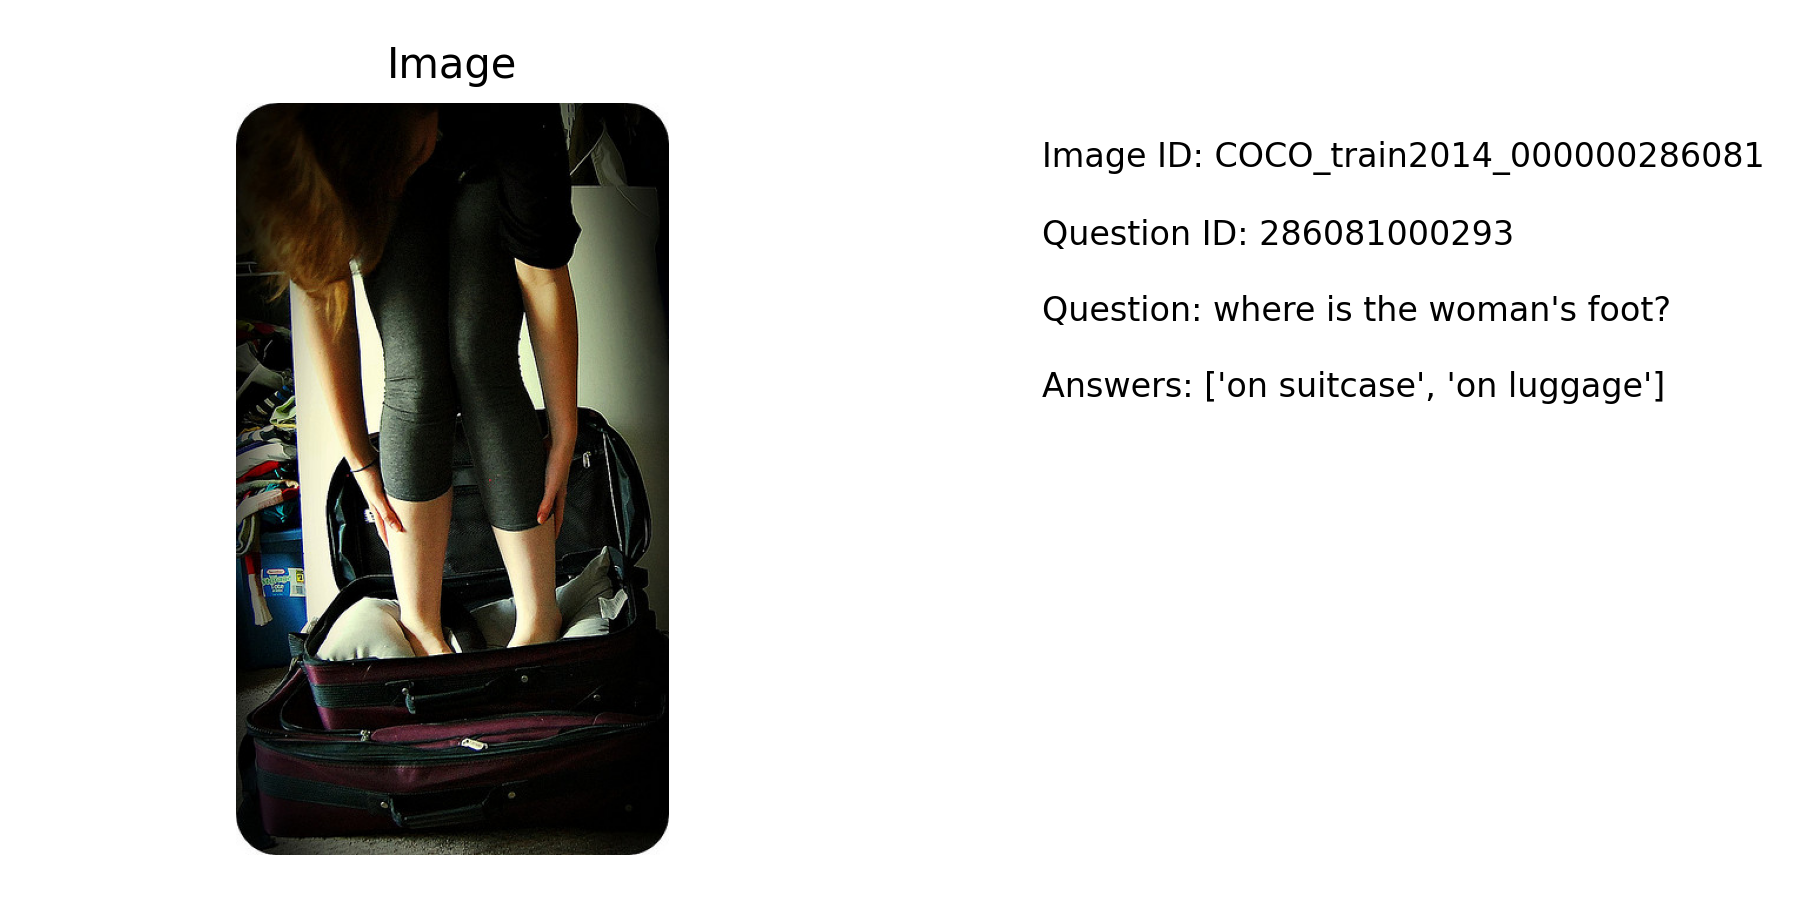 Image
Image ID: COCO_train2014_000000286081
Question ID: 286081000293
Question: where is the woman's foot?
Answers: ['on suitcase', 'on luggage']